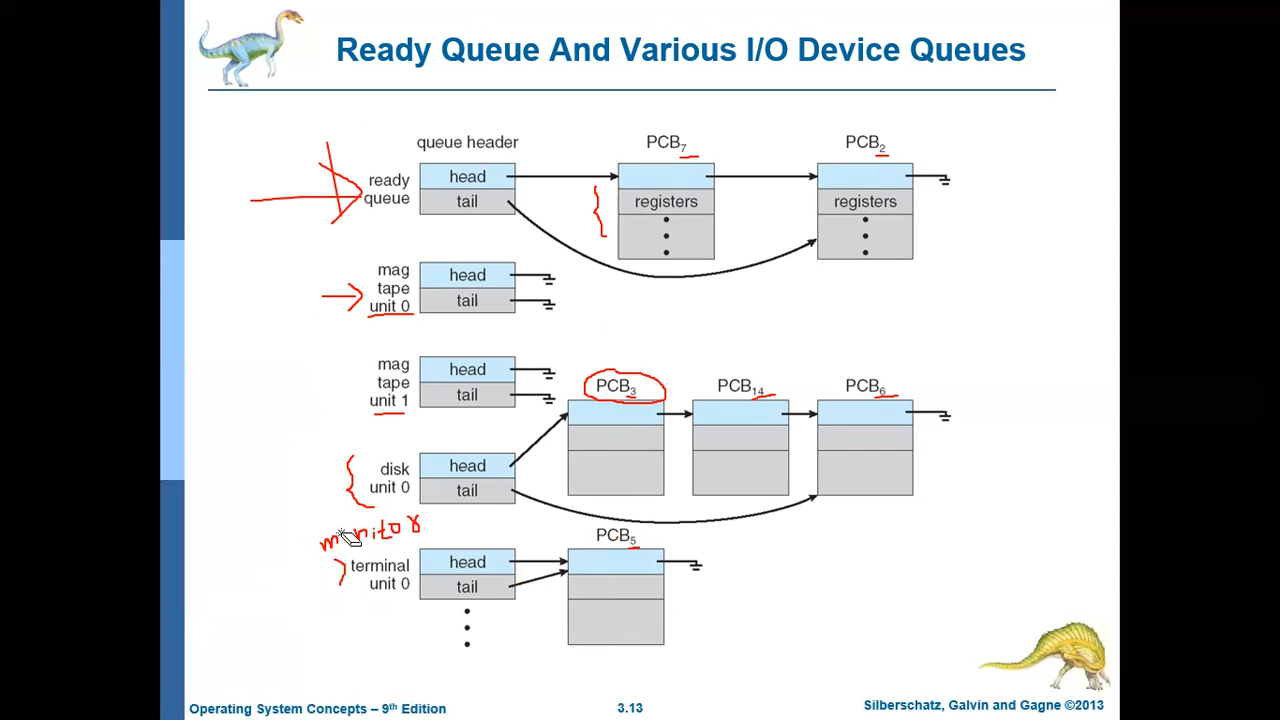 Ready Queue And Various I/O Device Queues
queue header
PCB7
PCB2
ready
queue
head
tail
registers
registers
mag
tape
unit 0
head
tail
mag
tape
unit 1
head
tail
PCB3
PCB14
PCB6
disk
unit 0
head
tail
monitor
PCB5
terminal
unit 0
head
tail
Operating System Concepts – 9th Edition
3.13
Silberschatz, Galvin and Gagne ©2013